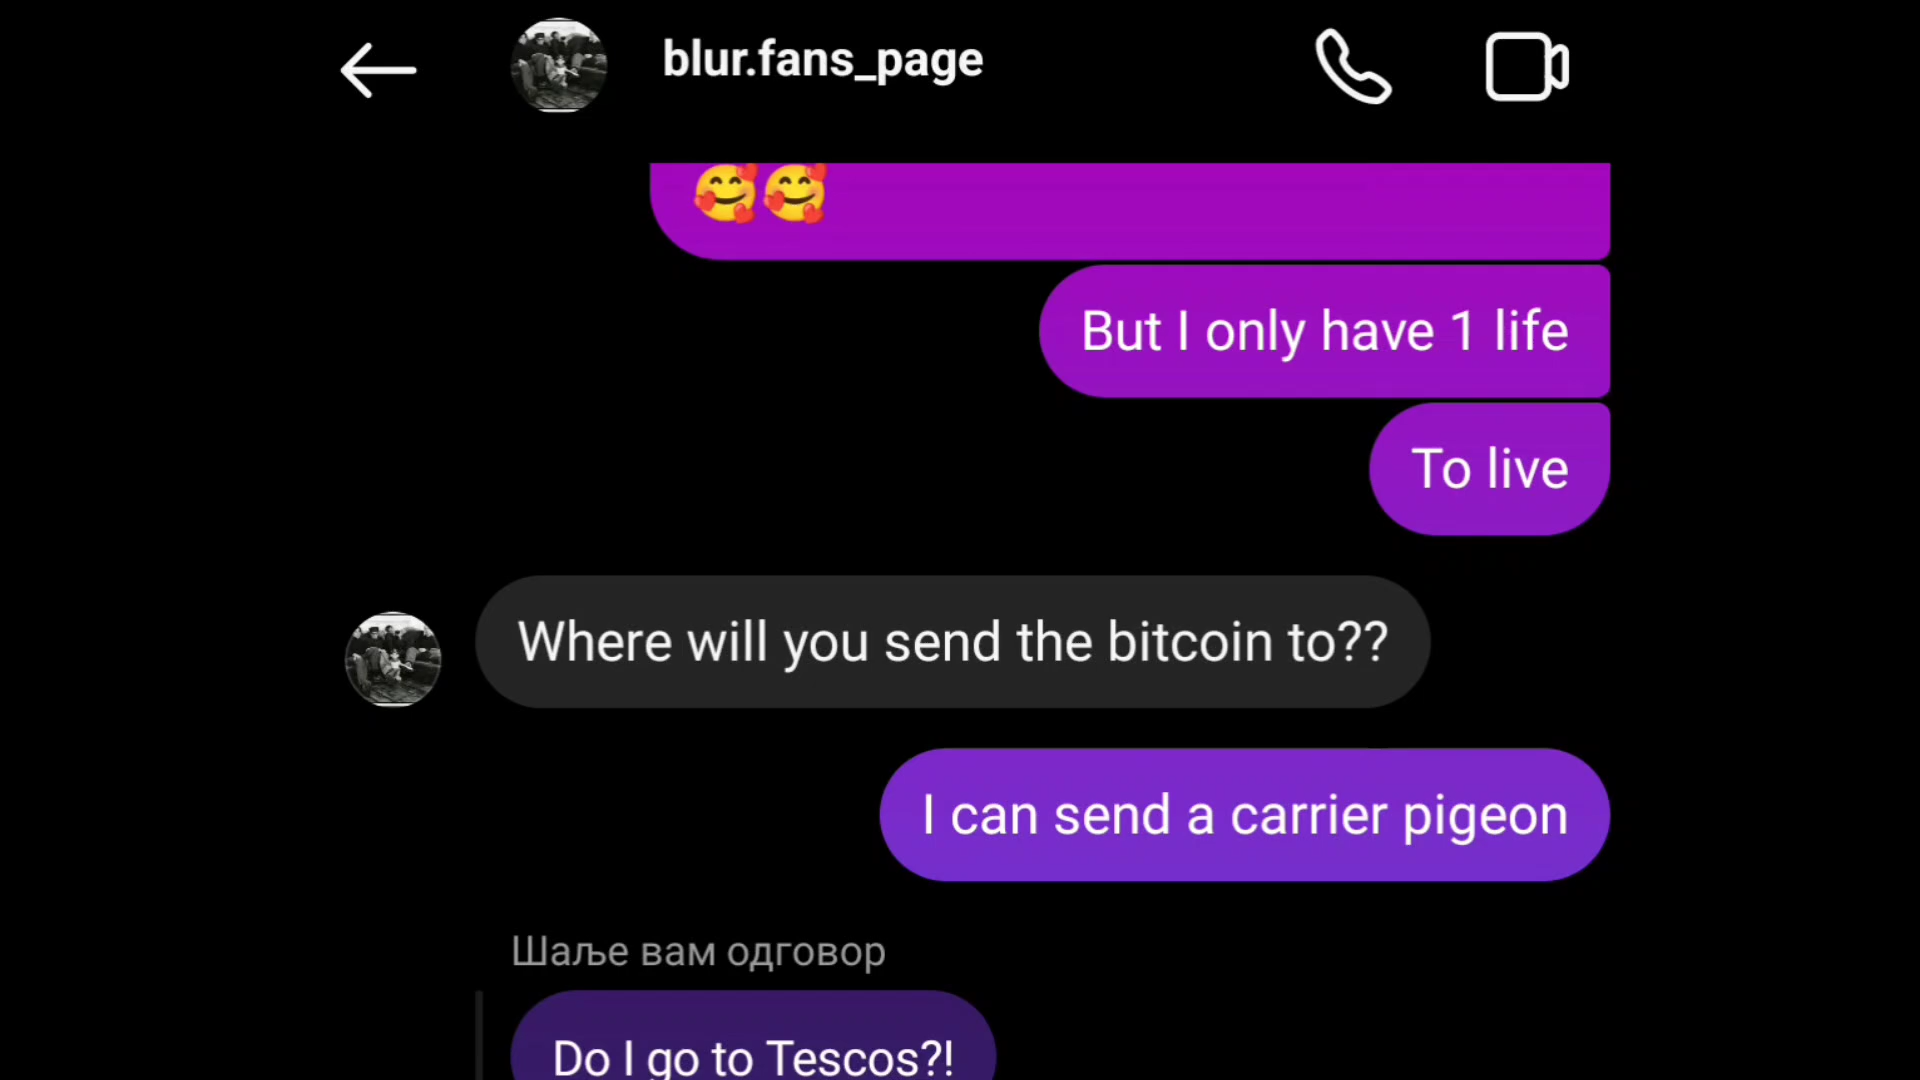 blur.fans_page
🥰🥰
But I only have 1 life
To live
Where will you send the bitcoin to??
I can send a carrier pigeon
Шаље вам одговор
Do I go to Tescos?!